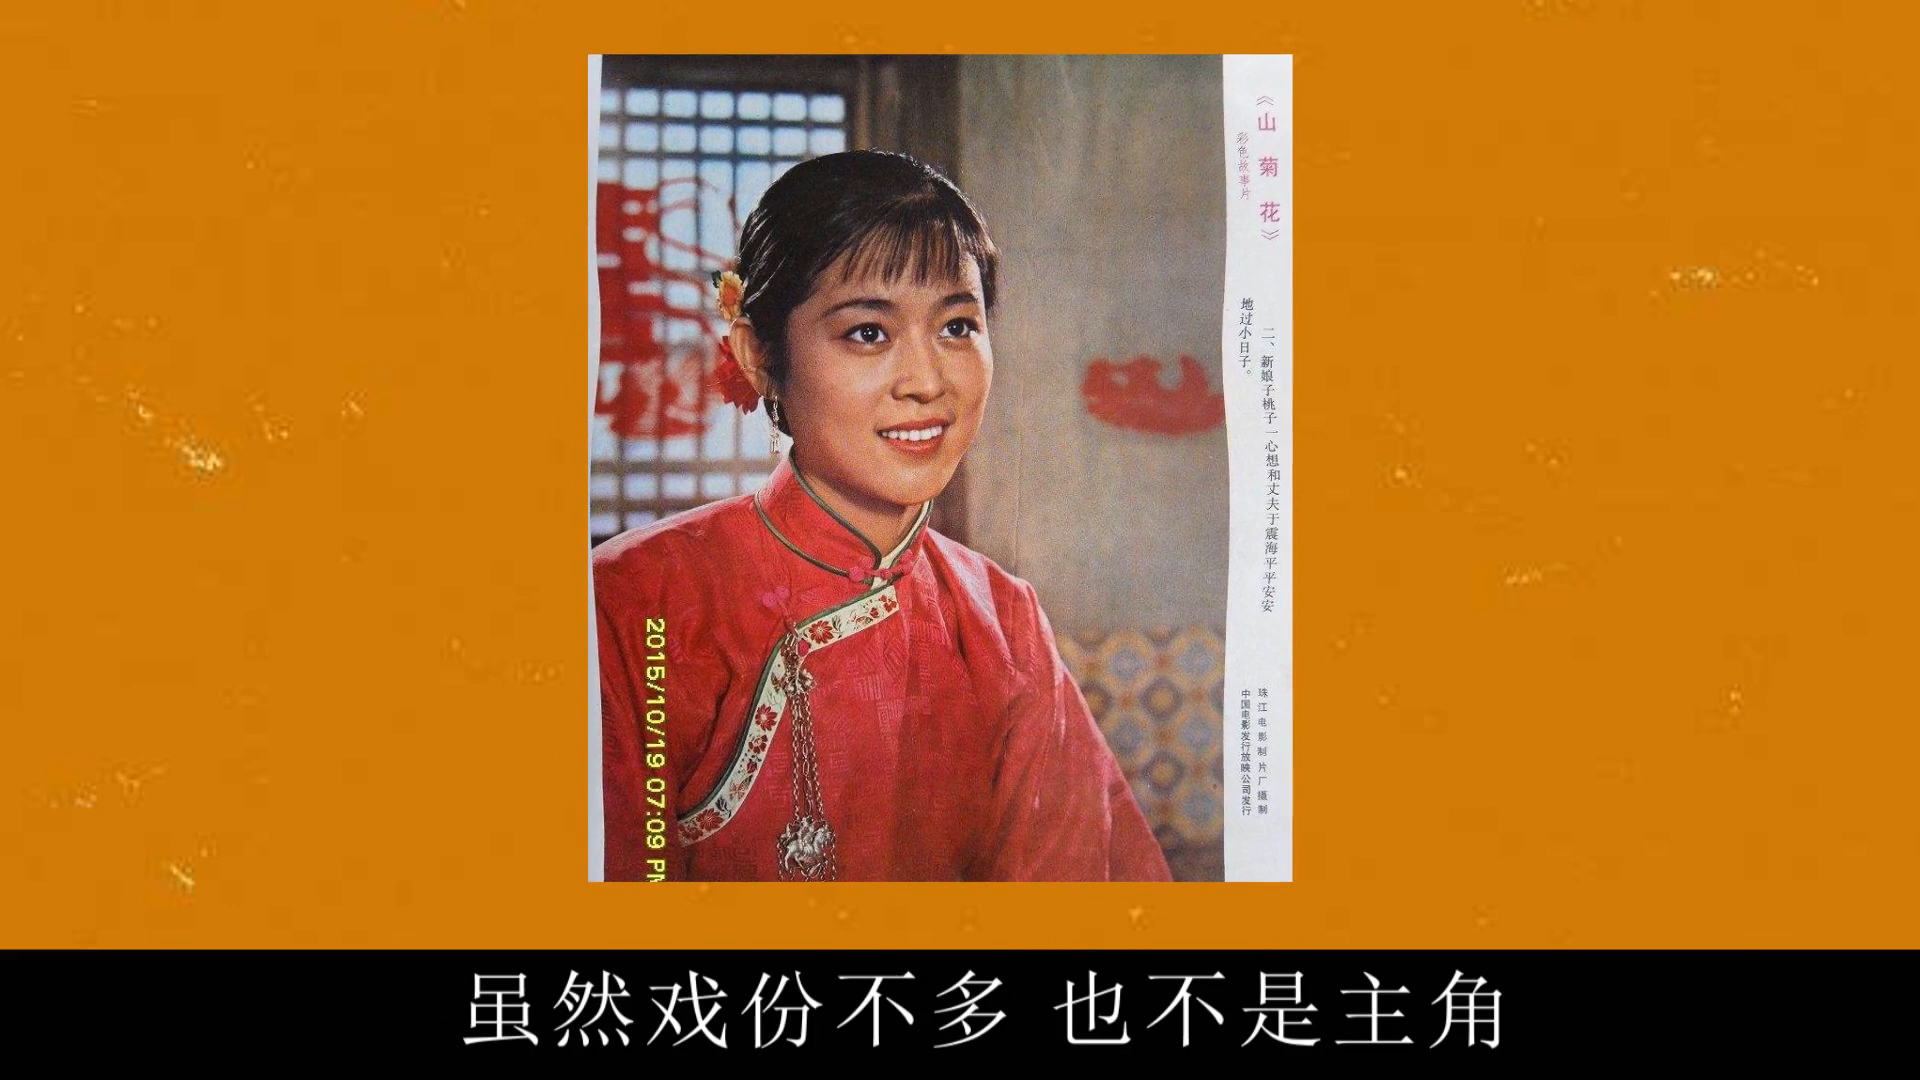 《山菊花》
彩色故事片
二、新娘子桃子一心想和丈夫于震海平平安安
地过小日子。
珠江电影制片厂摄制
中国电影发行放映公司发行
2015/10/19 07:09 PM
虽然戏份不多 也不是主角